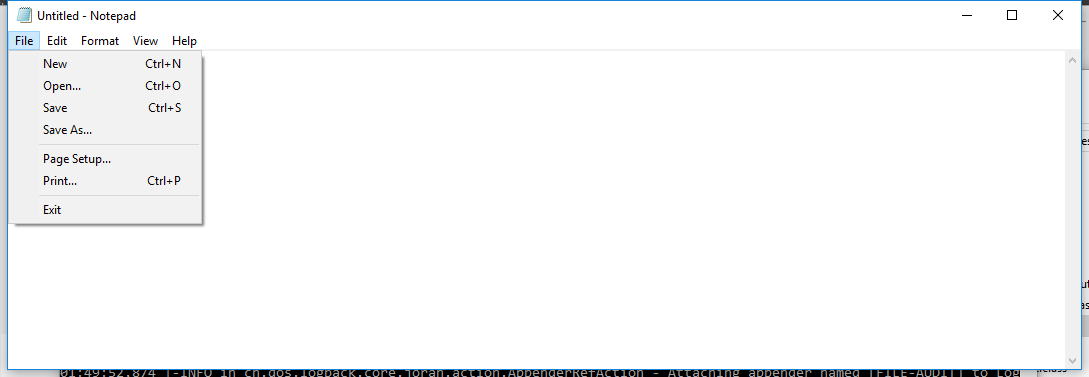 Untitled - Notepad
File Edit Format View Help
New Ctrl+N
Open... Ctrl+O
Save Ctrl+S
Save As...
Page Setup...
Print... Ctrl+P
Exit
01:49:52.874 |-INFO in ch.qos.logback.core.joran.action.AppenderRefAction - Attaching appender named [FILE-AUDIT] to Log